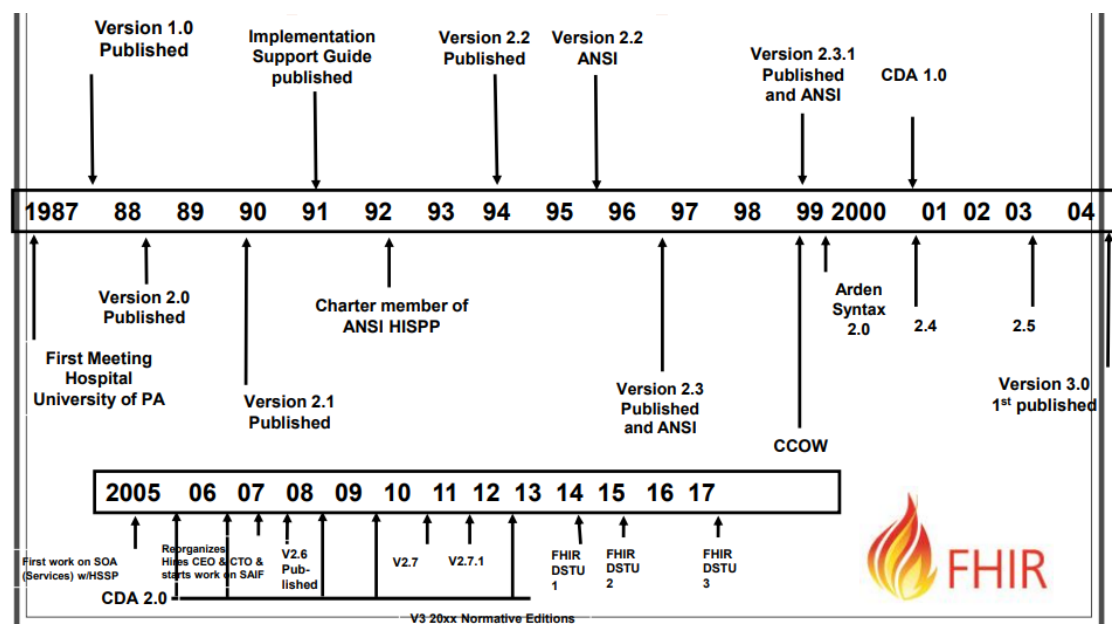 Version 1.0
Published
Implementation
Support Guide
published
Version 2.2
Published
Version 2.2
ANSI
Version 2.3.1
Published
and ANSI
CDA 1.0
1987 88 89 90 91 92 93 94 95 96 97 98 99 2000 01 02 03 04
Version 2.0
Published
First Meeting
Hospital
University of PA
Version 2.1
Published
Charter member of
ANSI HISPP
Version 2.3
Published
and ANSI
CCOW
Arden
Syntax
2.0
2.4
2.5
Version 3.0
1st published
2005 06 07 08 09 10 11 12 13 14 15 16 17
First work on SOA
(Services) w/HSSP
Reorganizes
Hires CEO & CTO &
starts work on SAIF
V2.6
Pub-
lished
V2.7
V2.7.1
FHIR
DSTU
1
FHIR
DSTU
2
FHIR
DSTU
3
CDA 2.0
V3 20xx Normative Editions
FHIR